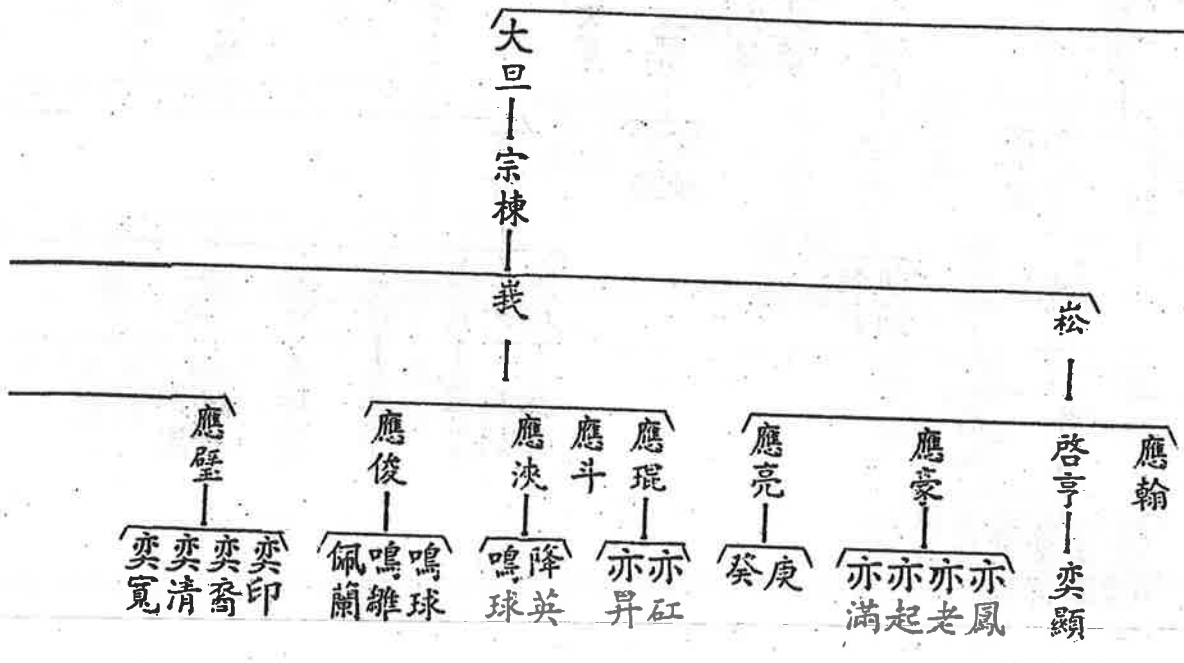 大旦
宗棟
崧
峩
應翰
啓亨
應豪
應亮
應琨
應斗
應浹
應俊
應璧
奕顯
亦鳳
亦老
亦起
亦滿
庚
癸
亦矼
亦昇
降英
鳴球
鳴球
鳴雛
佩蘭
奕印
奕裔
奕清
奕寬